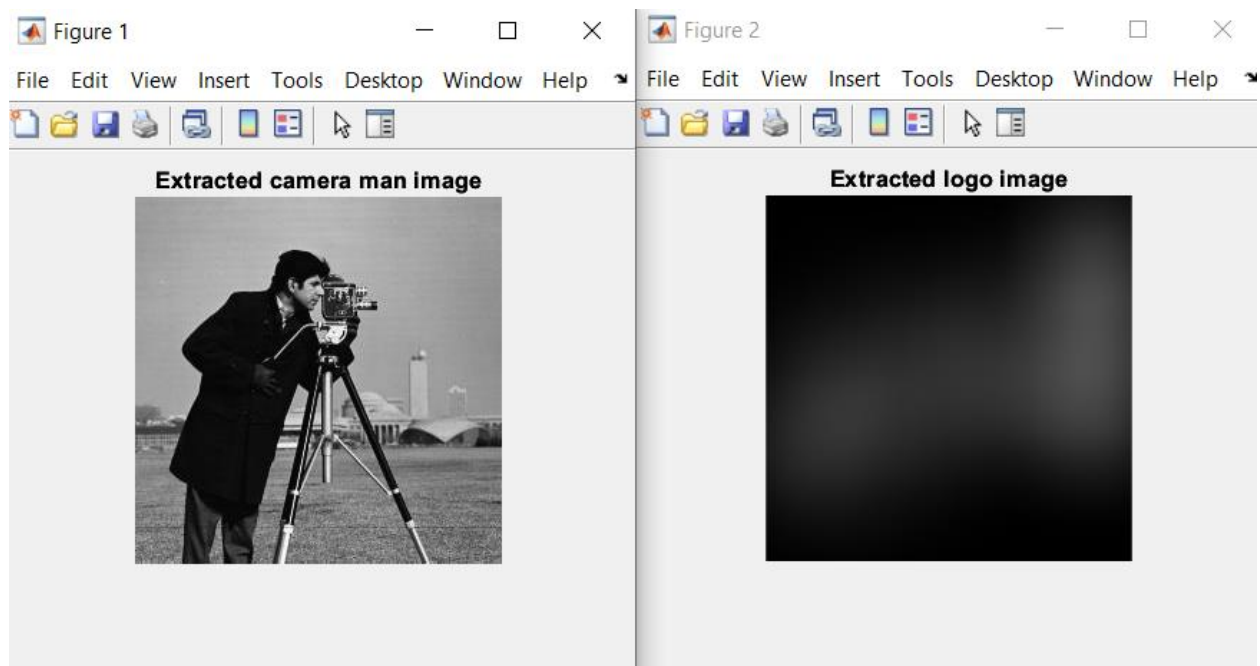 Figure 1
File Edit View Insert Tools Desktop Window Help
Extracted camera man image
Figure 2
File Edit View Insert Tools Desktop Window Help
Extracted logo image